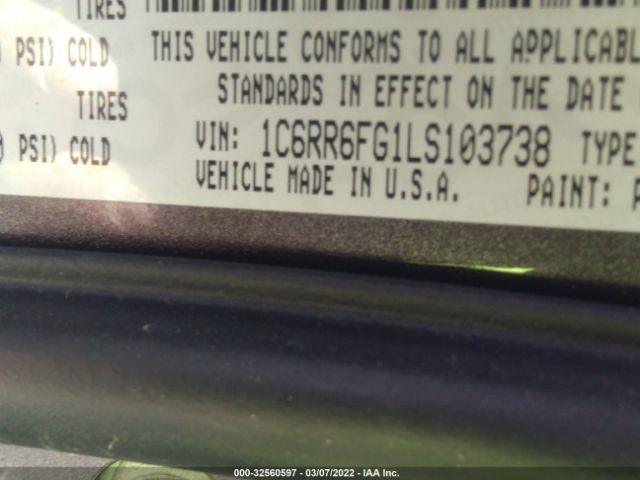 TIRES
PSI) COLD
THIS VEHICLE CONFORMS TO ALL APPLICABL
STANDARDS IN EFFECT ON THE DATE
TIRES
VIN: 1C6RR6FG1LS103738 TYPE
PSI) COLD
VEHICLE MADE IN U.S.A. PAINT: P
000-32560597 - 03/07/2022 - IAA Inc.